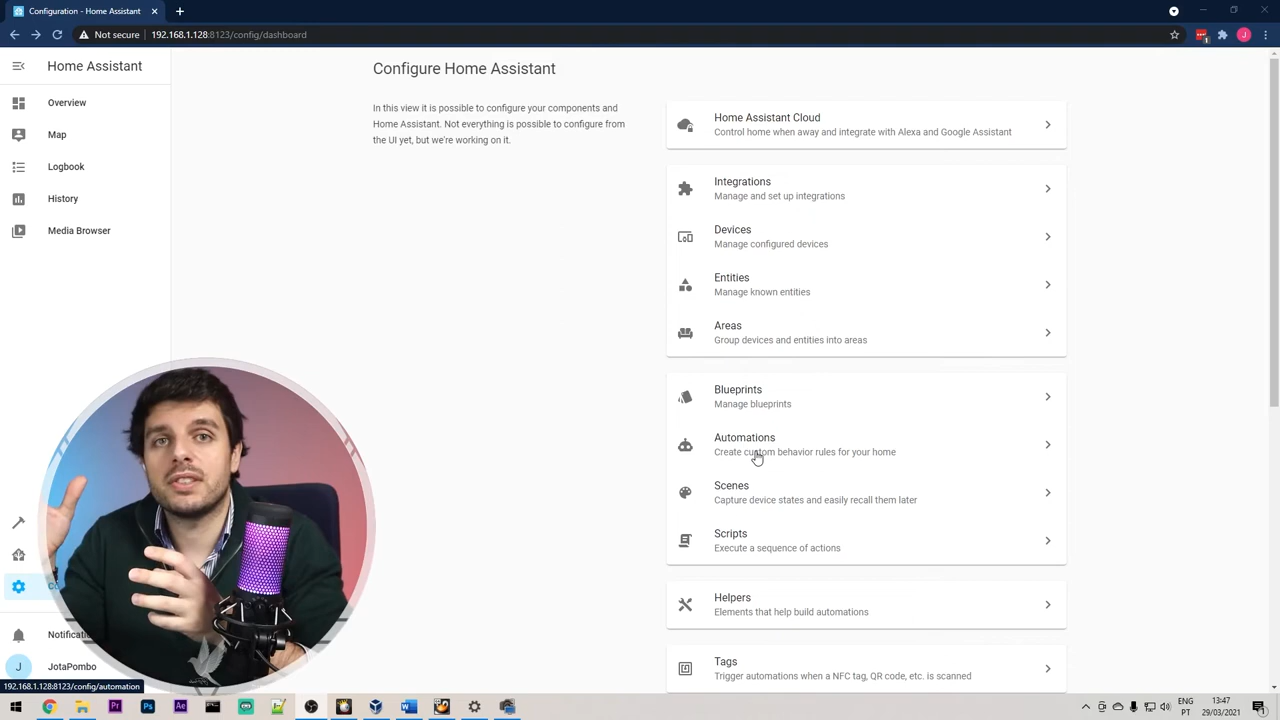 Configuration - Home Assistant
Not secure
192.168.1.128:8123/config/dashboard
Home Assistant
Overview
Map
Logbook
History
Media Browser
J
JotaPombo
192.168.1.128:8123/config/automation
Configure Home Assistant
In this view it is possible to configure your components and
Home Assistant. Not everything is possible to configure from
the UI yet, but we're working on it.
Home Assistant Cloud
Control home when away and integrate with Alexa and Google Assistant
Integrations
Manage and set up integrations
Devices
Manage configured devices
Entities
Manage known entities
Areas
Group devices and entities into areas
Blueprints
Manage blueprints
Automations
Create custom behavior rules for your home
Scenes
Capture device states and easily recall them later
Scripts
Execute a sequence of actions
Helpers
Elements that help build automations
Tags
Trigger automations when a NFC tag, QR code, etc. is scanned
Pr
Ps
Ae
ENG
PT
13:47
29/03/2021